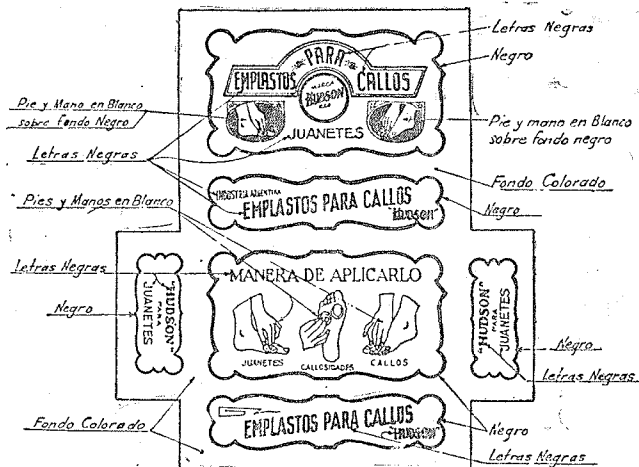 Letras Negras
Negro
PARA
EMPLASTOS
CALLOS
MARCA
HUDSON
Pie y Mano en Blanco
sobre fondo Negro
Pie y mano en Blanco
sobre fondo negro
JUANETES
Letras Negras
Fondo Colorado
"INDUSTRIA ARGENTINA
EMPLASTOS PARA CALLOS
"Hudson"
Negro
Pies y Manos en Blanco
Letras Negras
MANERA DE APLICARLO
Negro
"HUDSON"
PARA
JUANETES
"HUDSON"
PARA
JUANETES
Negro
JUANETES
CALLOSIDADES
CALLOS
Letras Negras
Fondo Colorado
EMPLASTOS PARA CALLOS
"HUDSON"
Negro
Letras Negras